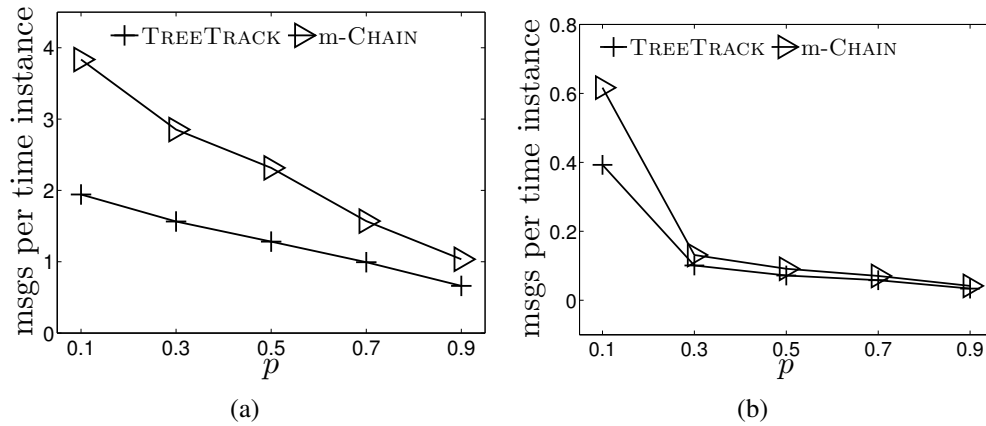 TREETRACK m-CHAIN
msgs per time instance
4
3
2
1
0
0.1 0.3 0.5 0.7 0.9
p
(a)
TREETRACK m-CHAIN
msgs per time instance
0.8
0.6
0.4
0.2
0
0.1 0.3 0.5 0.7 0.9
p
(b)